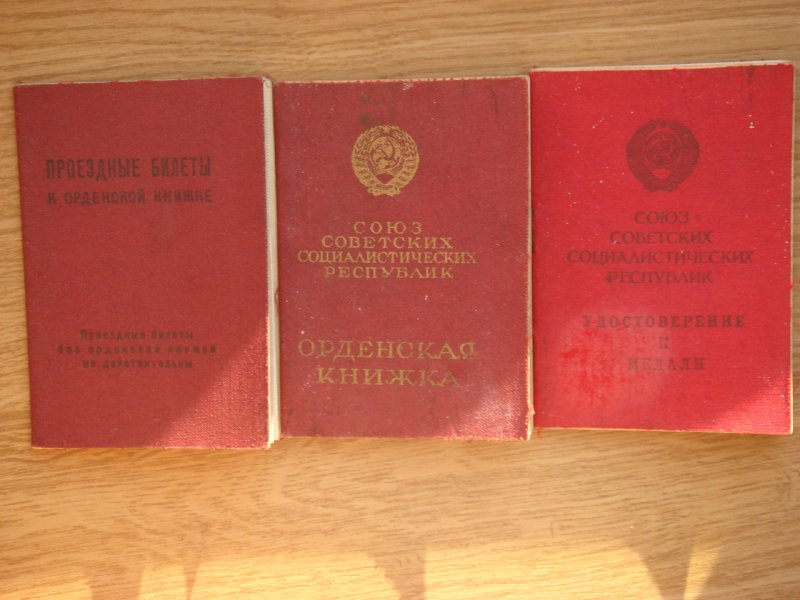 ПРОЕЗДНЫЕ БИЛЕТЫ
К ОРДЕНСКОЙ КНИЖКЕ
Проездные билеты
без орденской книжки
не действительны
СОЮЗ
СОВЕТСКИХ
СОЦИАЛИСТИЧЕСКИХ
РЕСПУБЛИК
ОРДЕНСКАЯ
КНИЖКА
СОЮЗ
СОВЕТСКИХ
СОЦИАЛИСТИЧЕСКИХ
РЕСПУБЛИК
УДОСТОВЕРЕНИЕ
К
МЕДАЛИ